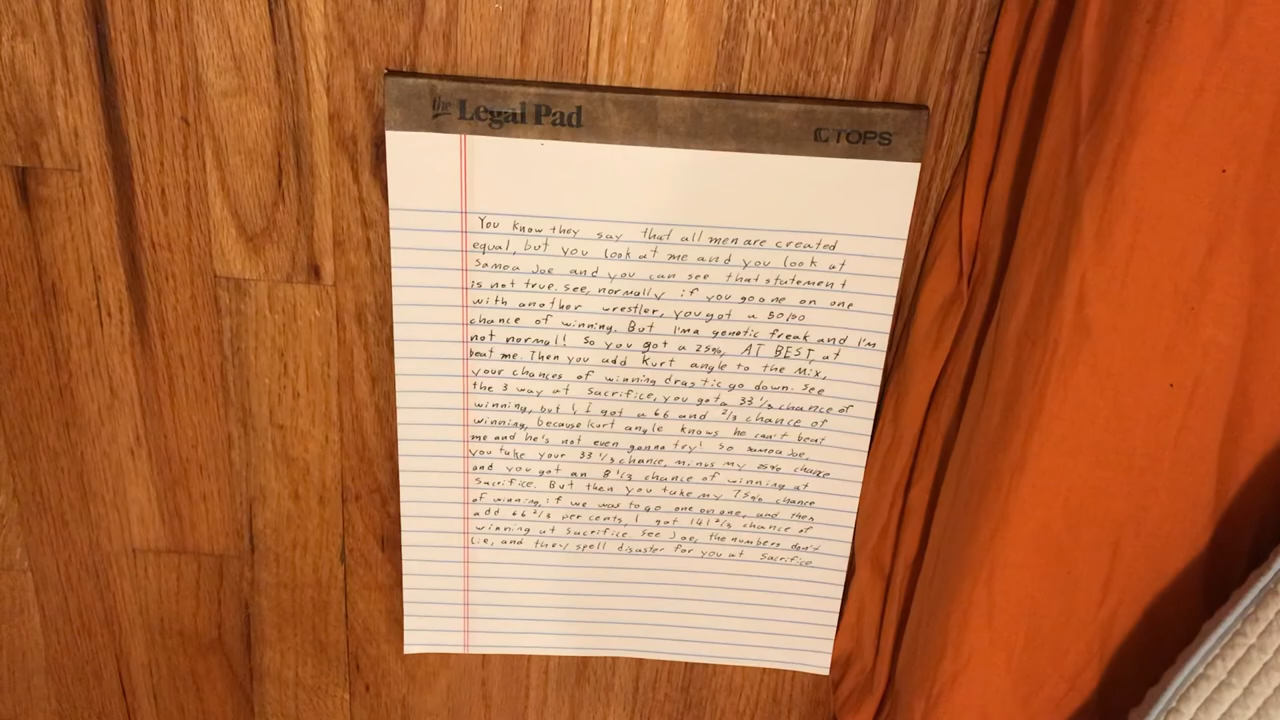 the Legal Pad
TOPS
You know they say that all men are created
equal, but you look at me and you look at
Samoa Joe and you can see that statement
is not true. See, normally if you go one on one
with another wrestler, you got a 50/50
chance of winning. But I'm a genetic freak and I'm
not normal! So you got a 25%, AT BEST, at
beat me. Then you add Kurt angle to the mix,
your chances of winning drastic go down. See
the 3 way at Sacrifice, you got a 33 1/3 chance of
winning, but I, I got a 66 and 2/3 chance of
winning, because Kurt angle knows he can't beat
me and he's not even gonna try! So Samoa Joe,
you take your 33 1/3 chance, minus my 25% chance
and you got an 8 1/3 chance of winning at
Sacrifice. But then you take my 75% chance
of winning, if we was to go one on one, and then
add 66 2/3 per cents, I got 141 2/3 chance of
winning at Sacrifice. See Joe, the numbers don't
lie, and they spell disaster for you at Sacrifice